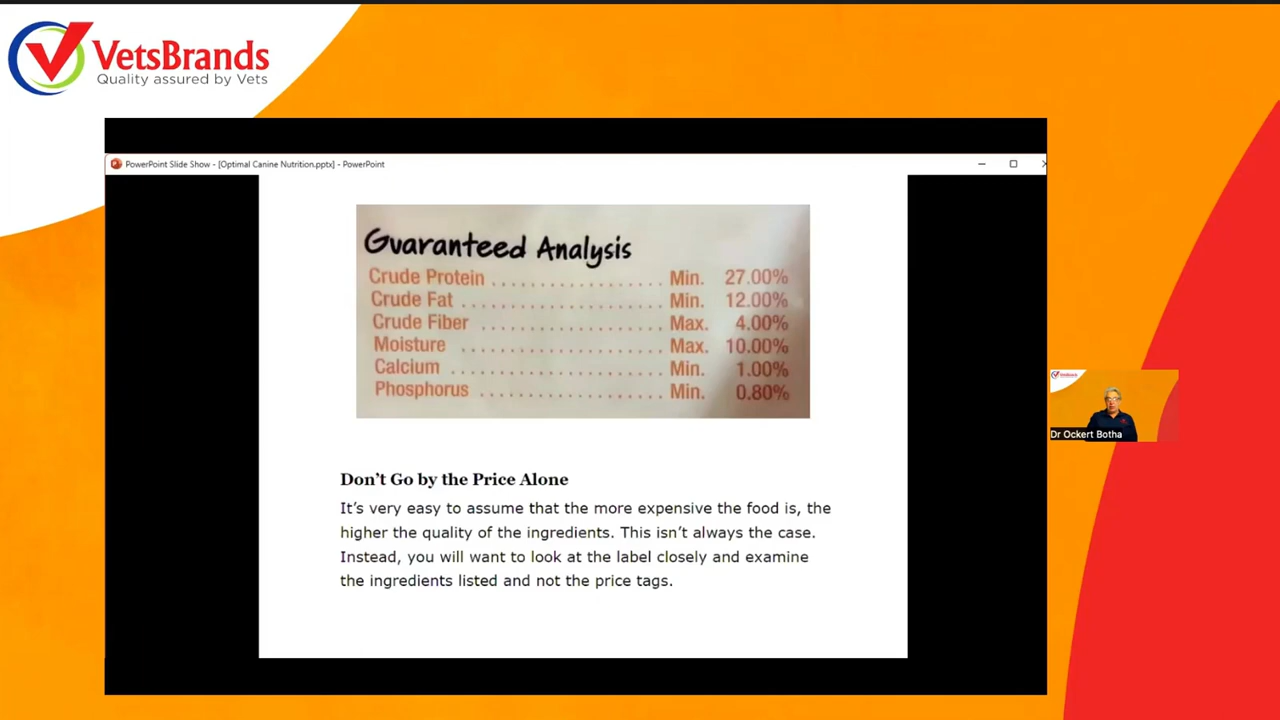 VetsBrands
Quality assured by Vets
PowerPoint Slide Show - [Optimal Canine Nutrition.pptx] - PowerPoint
Guaranteed Analysis
Crude Protein .................... Min. 27.00%
Crude Fat .................... Min. 12.00%
Crude Fiber .................... Max. 4.00%
Moisture .................... Max. 10.00%
Calcium .................... Min. 1.00%
Phosphorus .................... Min. 0.80%
Don't Go by the Price Alone
It's very easy to assume that the more expensive the food is, the
higher the quality of the ingredients. This isn't always the case.
Instead, you will want to look at the label closely and examine
the ingredients listed and not the price tags.
VetsBrands
Dr Ockert Botha